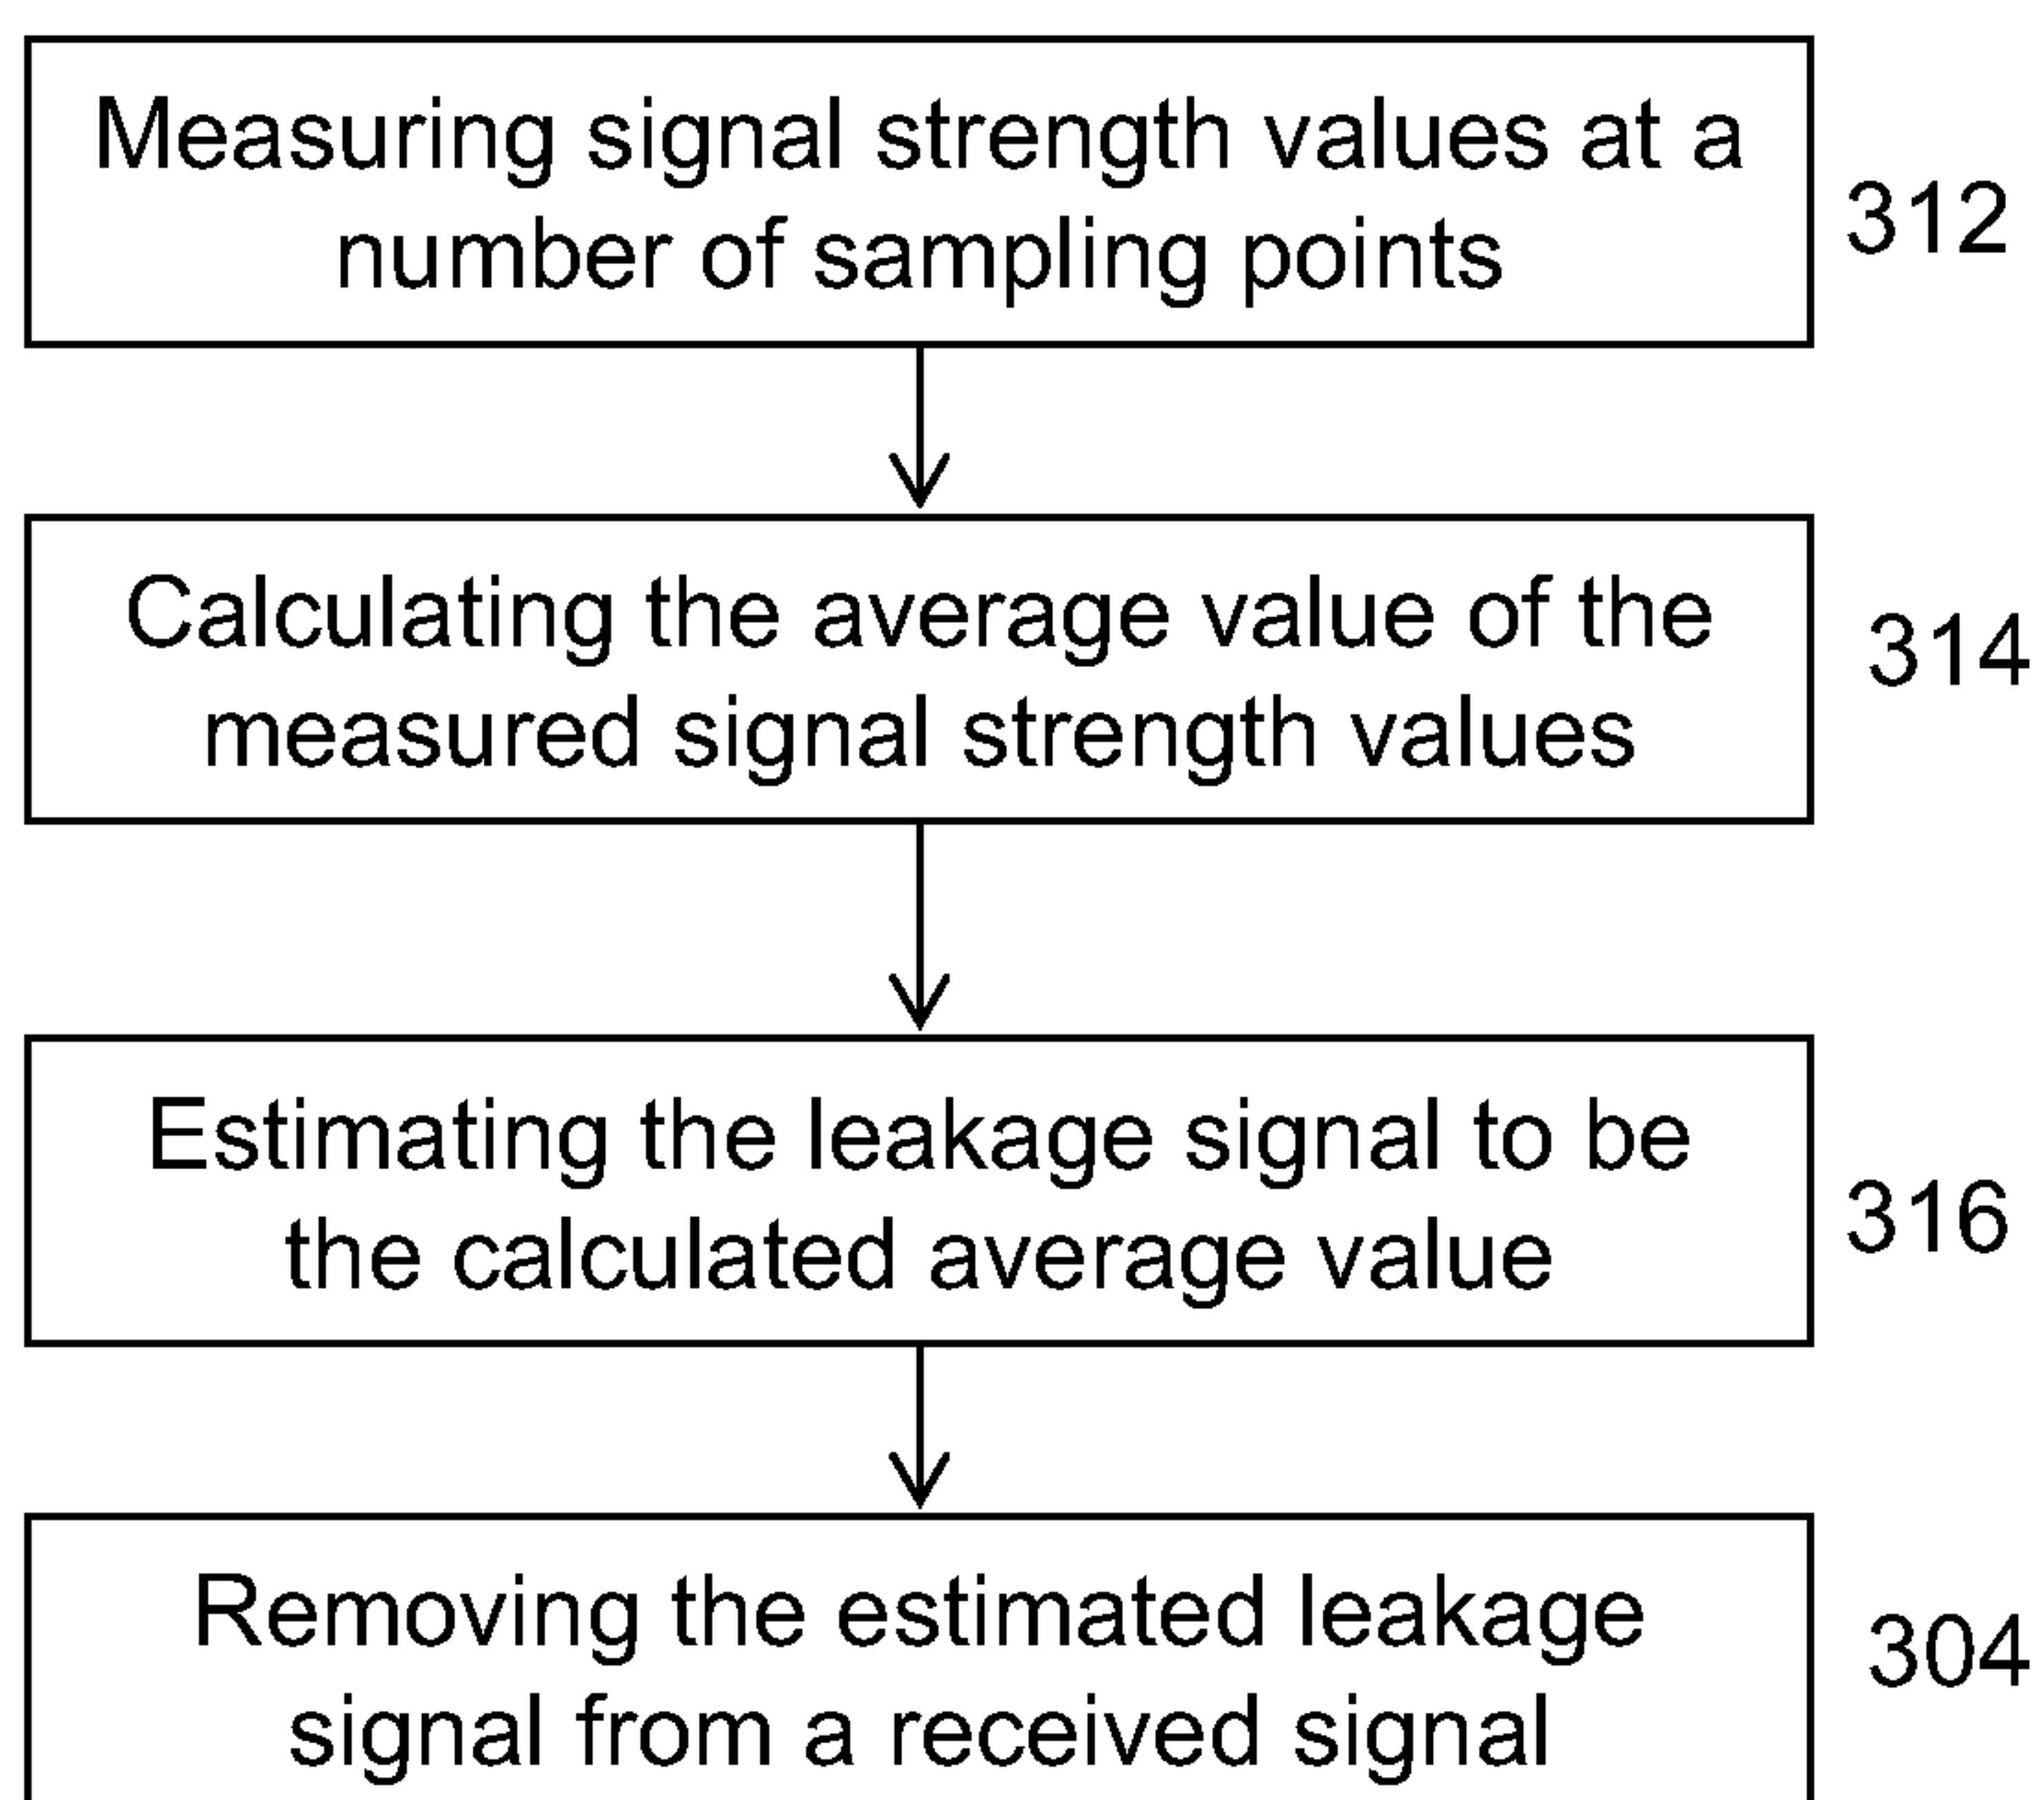 Measuring signal strength values at a
number of sampling points
312
Calculating the average value of the
measured signal strength values
314
Estimating the leakage signal to be
the calculated average value
316
Removing the estimated leakage
signal from a received signal
304